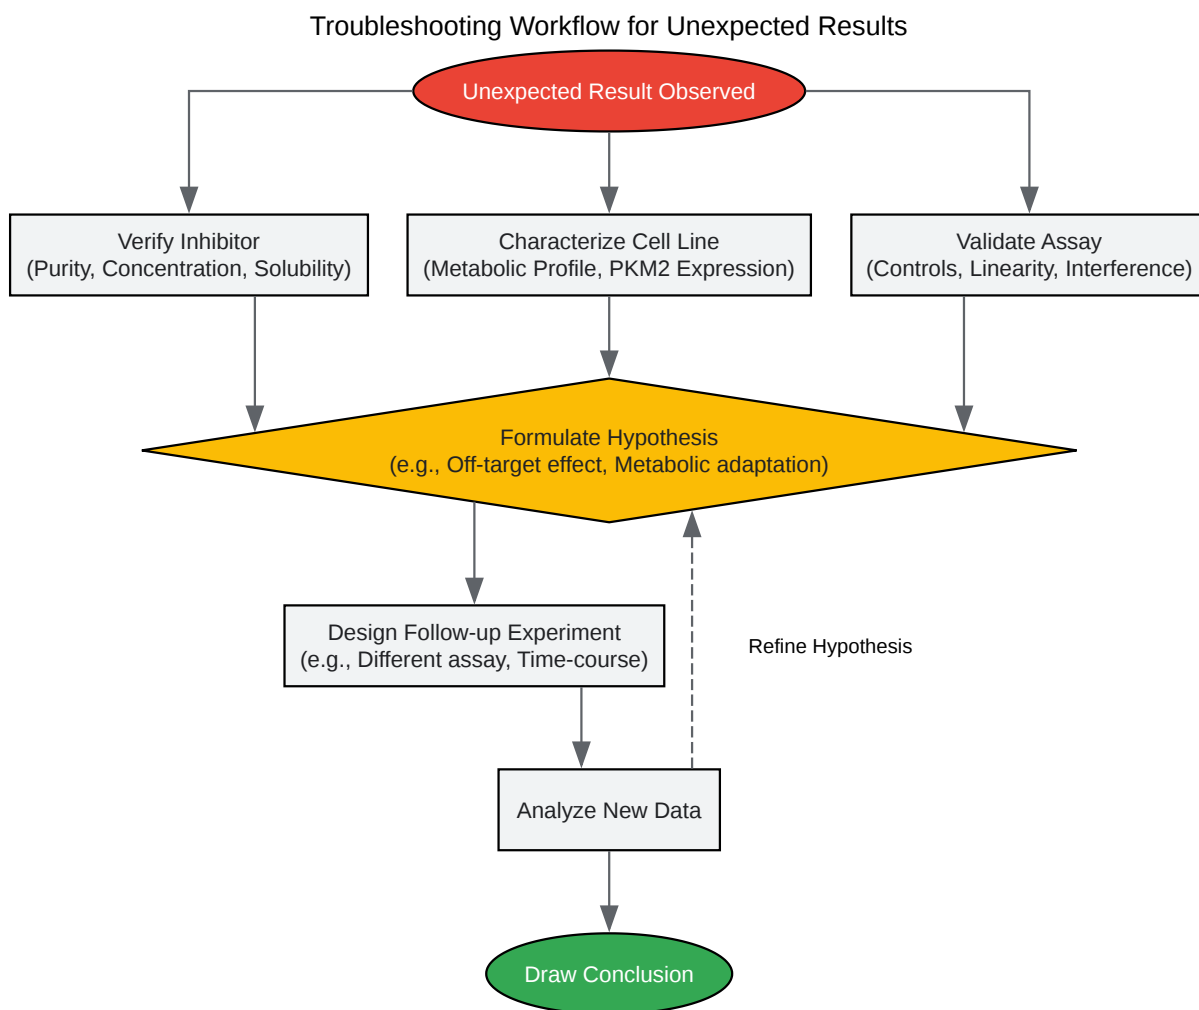 Troubleshooting Workflow for Unexpected Results
Unexpected Result Observed
Verify Inhibitor
(Purity, Concentration, Solubility)
Characterize Cell Line
(Metabolic Profile, PKM2 Expression)
Validate Assay
(Controls, Linearity, Interference)
Formulate Hypothesis
(e.g., Off-target effect, Metabolic adaptation)
Design Follow-up Experiment
(e.g., Different assay, Time-course)
Refine Hypothesis
Analyze New Data
Draw Conclusion